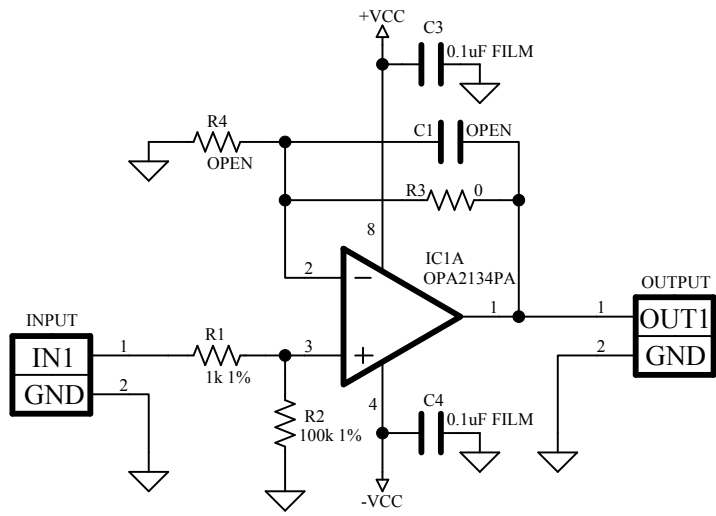 +VCC
C3
0.1uF FILM
R4
OPEN
C1
OPEN
R3
0
8
IC1A
OPA2134PA
2
−
INPUT
IN1
1
GND
2
R1
1k 1%
3
+
1
OUTPUT
1
OUT1
2
GND
R2
100k 1%
4
C4
0.1uF FILM
-VCC